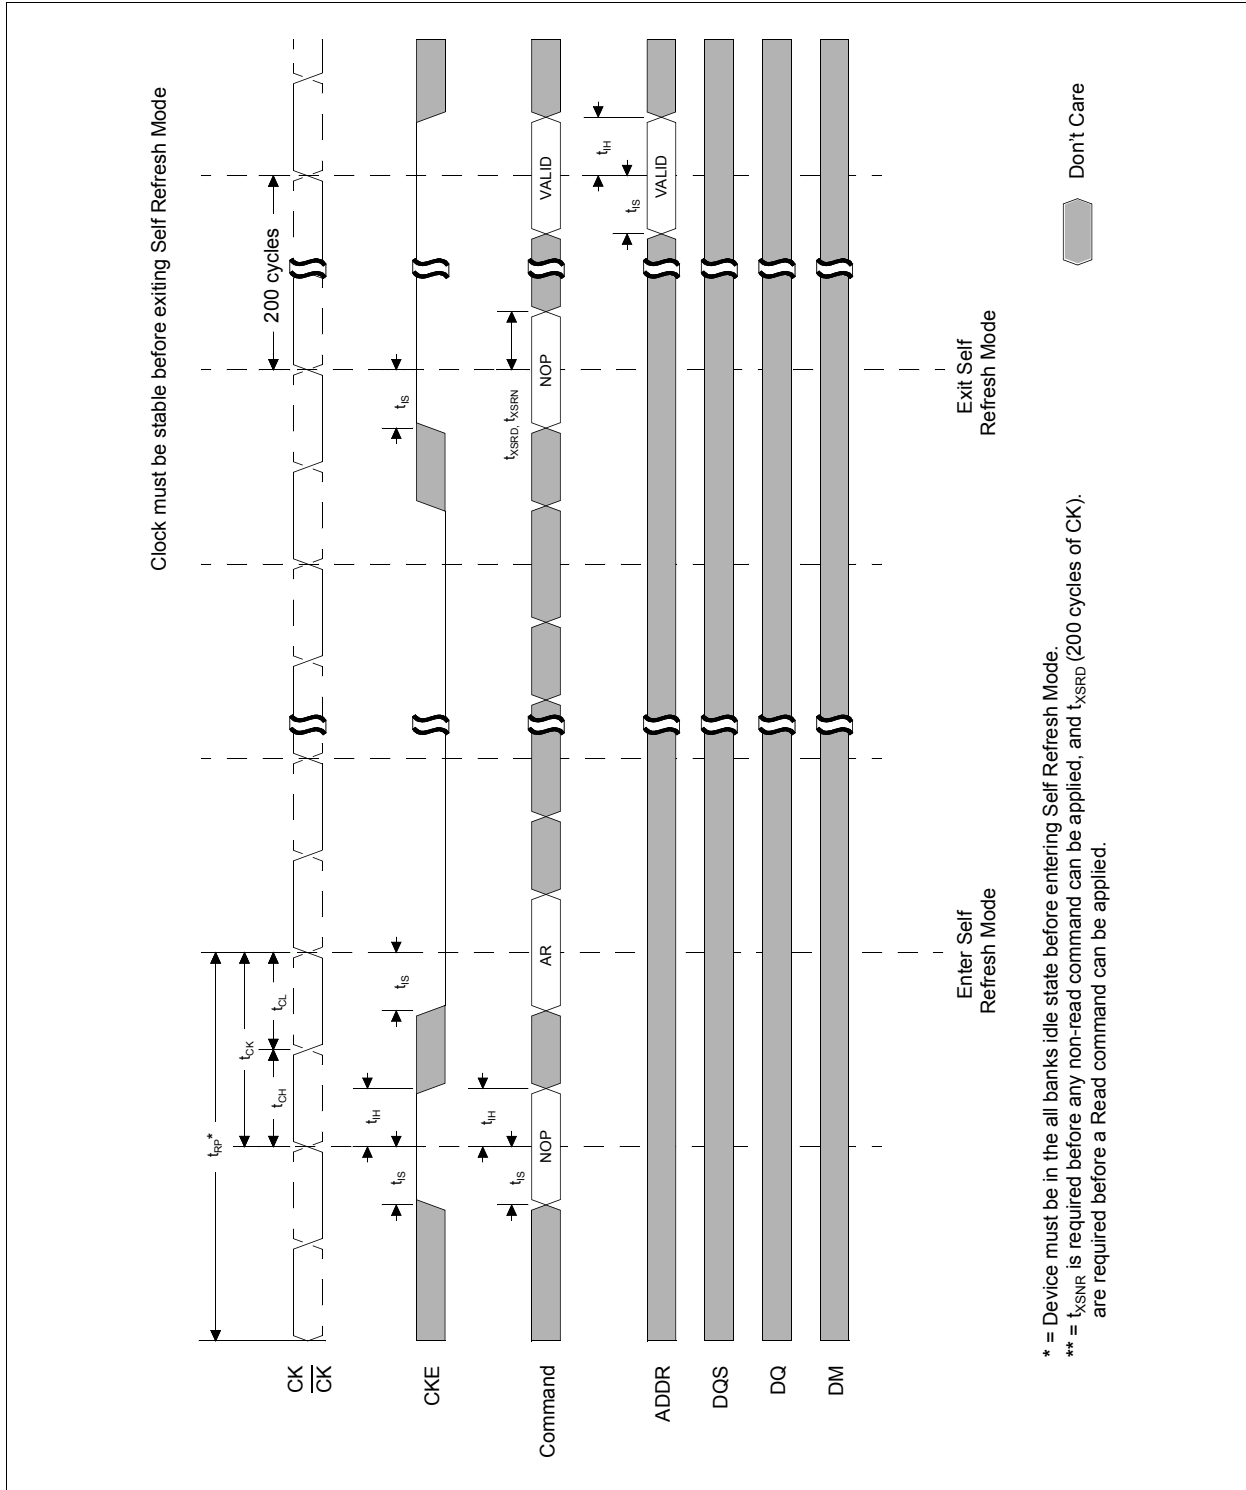 Clock must be stable before exiting Self Refresh Mode
tRP*
tCK
tCH
tCL
200 cycles
CK
CK
tIS
tIH
tIS
tIS
CKE
tIS
tIH
tXSRD, tXSRN
NOP
AR
NOP
VALID
Command
tIS
tIH
VALID
ADDR
DQS
DQ
DM
Enter Self
Refresh Mode
Exit Self
Refresh Mode
* = Device must be in the all banks idle state before entering Self Refresh Mode.
** = tXSNR is required before any non-read command can be applied, and tXSRD (200 cycles of CK).
are required before a Read command can be applied.
Don't Care